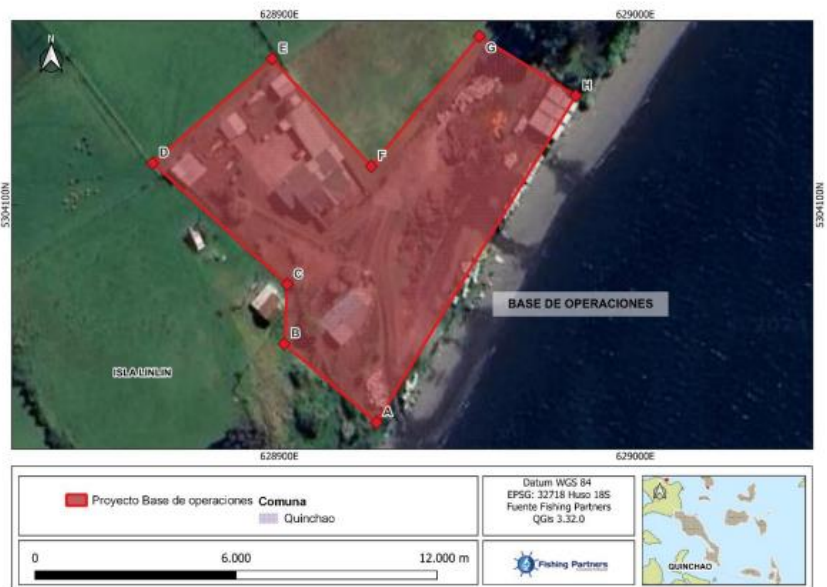 628900E 629000E
N
E
G
H
D
F
5304100N 5304100N
C
BASE DE OPERACIONES
B
ISLA LINLIN
A
628900E 629000E
Proyecto Base de operaciones Comuna
Quinchao
Datum WGS 84
EPSG: 32718 Huso 18S
Fuente Fishing Partners
QGis 3.32.0
0 6.000 12.000 m
Fishing Partners
N
QUINCHAO